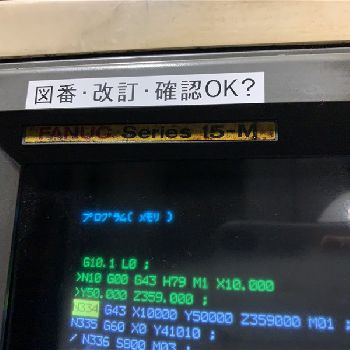 図番・改訂・確認OK?
FANUC Series 15-M
プログラム( メモリ )
G10.1 L0 ;
>N10 G00 G43 H79 M1 X10.000
>Y50.000 Z359.000 ;
N334 G43 X10000 Y50000 Z359000 M01 ;
N335 G60 X0 Y41010 ;
/ N336 S800 M03 ;